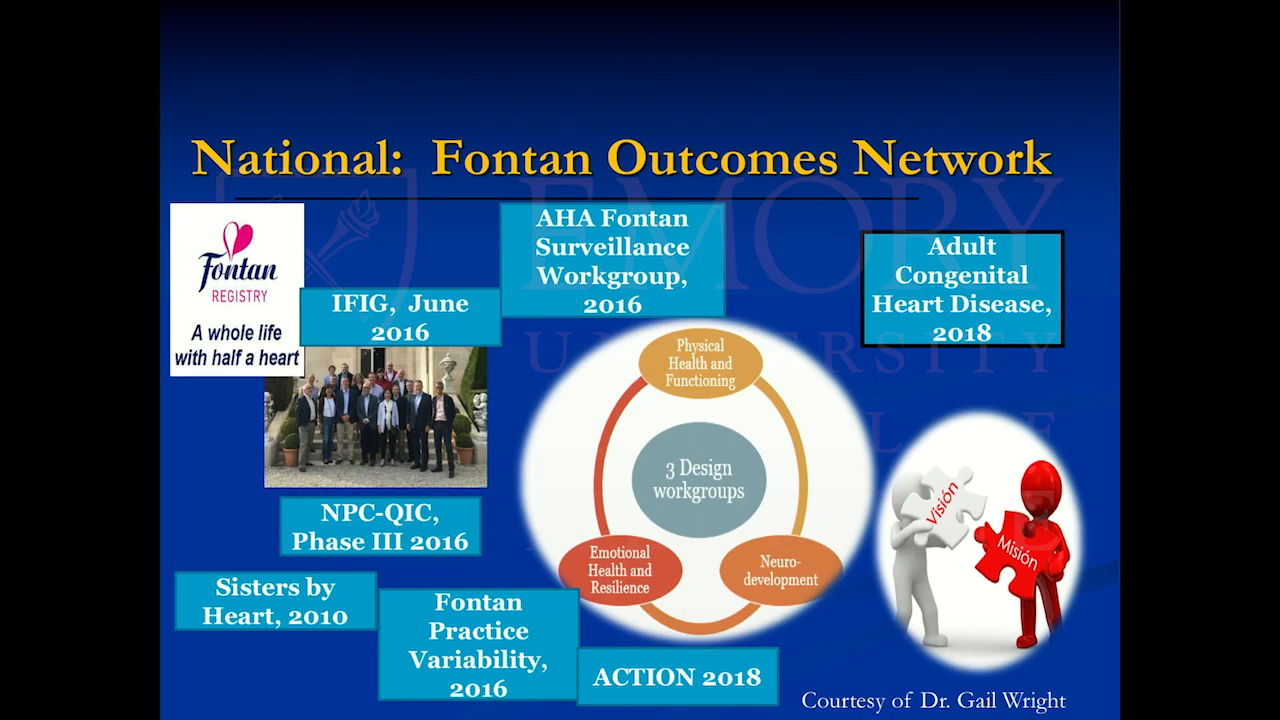 National: Fontan Outcomes Network
EMORY
UNIVERSITY
Fontan
REGISTRY
A whole life
with half a heart
IFIG, June
2016
AHA Fontan
Surveillance
Workgroup,
2016
Adult
Congenital
Heart Disease,
2018
Physical
Health and
Functioning
3 Design
workgroups
Emotional
Health and
Resilience
Neuro-
development
Visión
Misión
NPC-QIC,
Phase III 2016
Sisters by
Heart, 2010
Fontan
Practice
Variability,
2016
ACTION 2018
Courtesy of Dr. Gail Wright